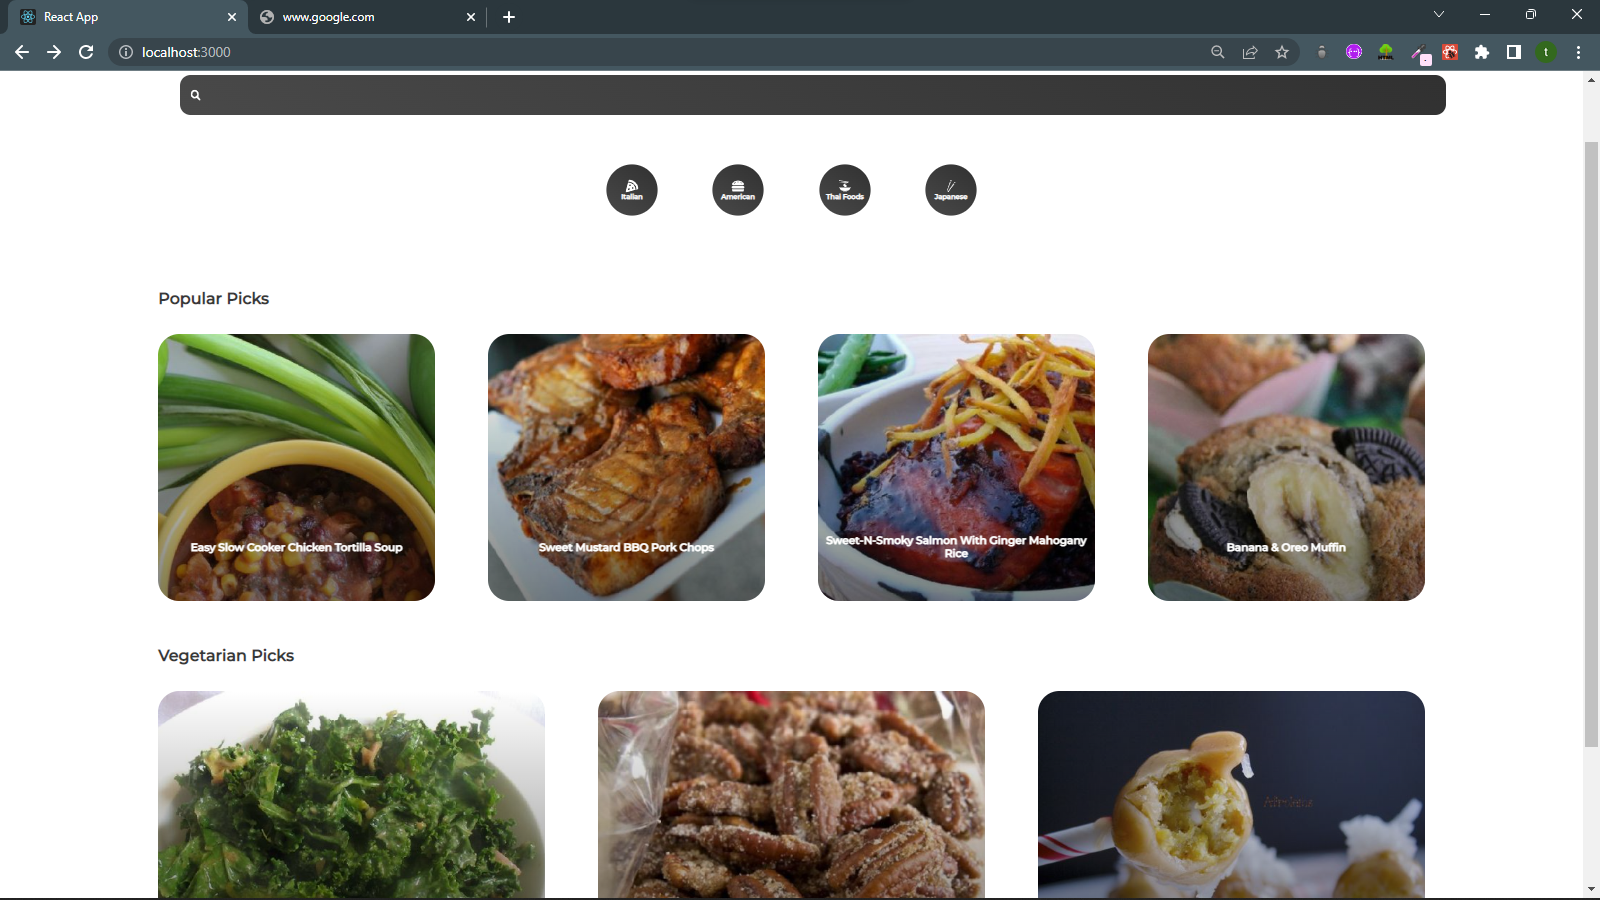 React App
www.google.com
localhost:3000
t
Italian
American
Thai Foods
Japanese
Popular Picks
Easy Slow Cooker Chicken Tortilla Soup
Sweet Mustard BBQ Pork Chops
Sweet-N-Smoky Salmon With Ginger Mahogany
Rice
Banana & Oreo Muffin
Vegetarian Picks